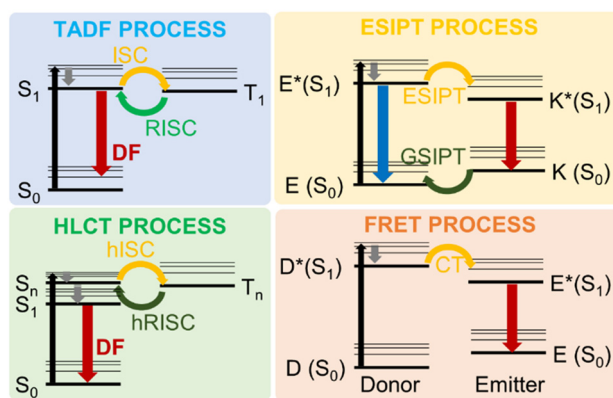 TADF PROCESS
ISC
S1
T1
RISC
DF
S0
ESIPT PROCESS
E*(S1)
ESIPT
K*(S1)
GSIPT
E (S0)
K (S0)
HLCT PROCESS
hISC
Sn
Tn
S1
hRISC
DF
S0
FRET PROCESS
D*(S1)
CT
E*(S1)
D (S0)
E (S0)
Donor Emitter